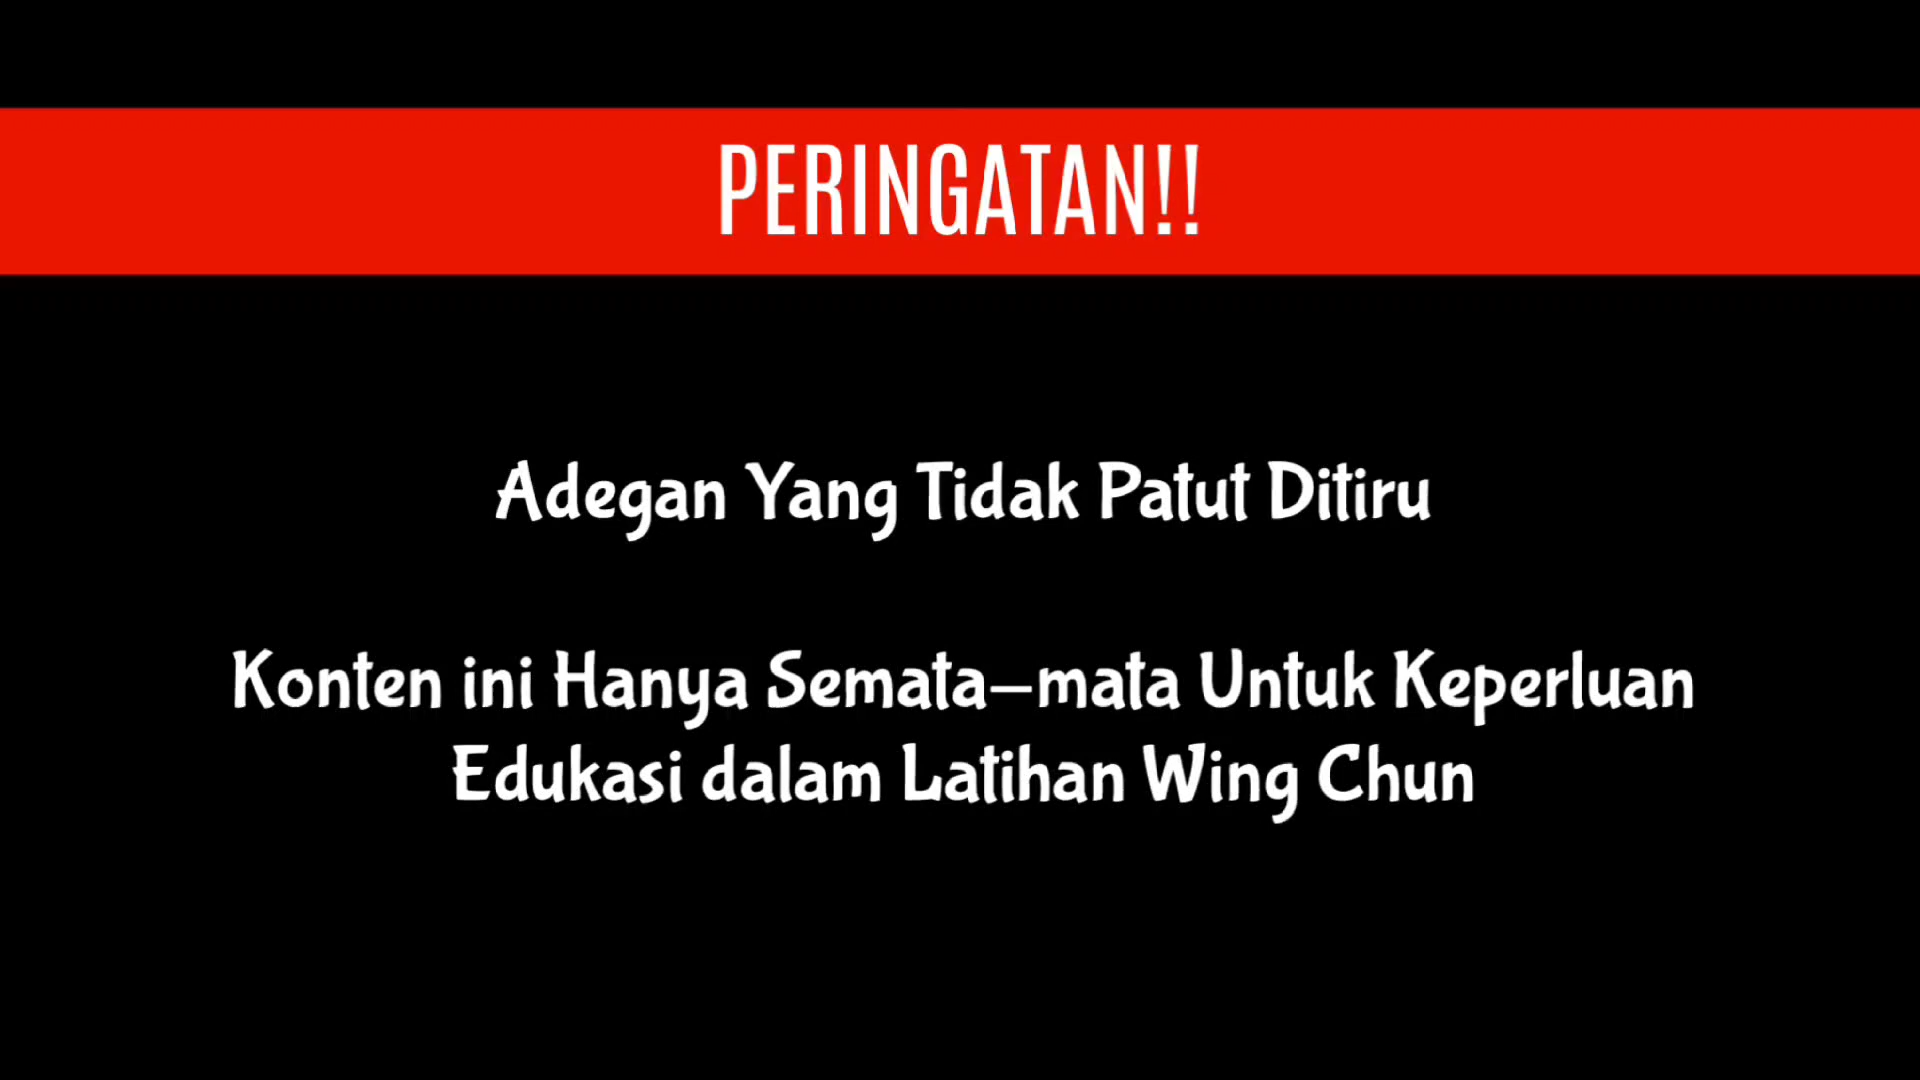 PERINGATAN!!
Adegan Yang Tidak Patut Ditiru
Konten ini Hanya Semata-mata Untuk Keperluan
Edukasi dalam Latihan Wing Chun